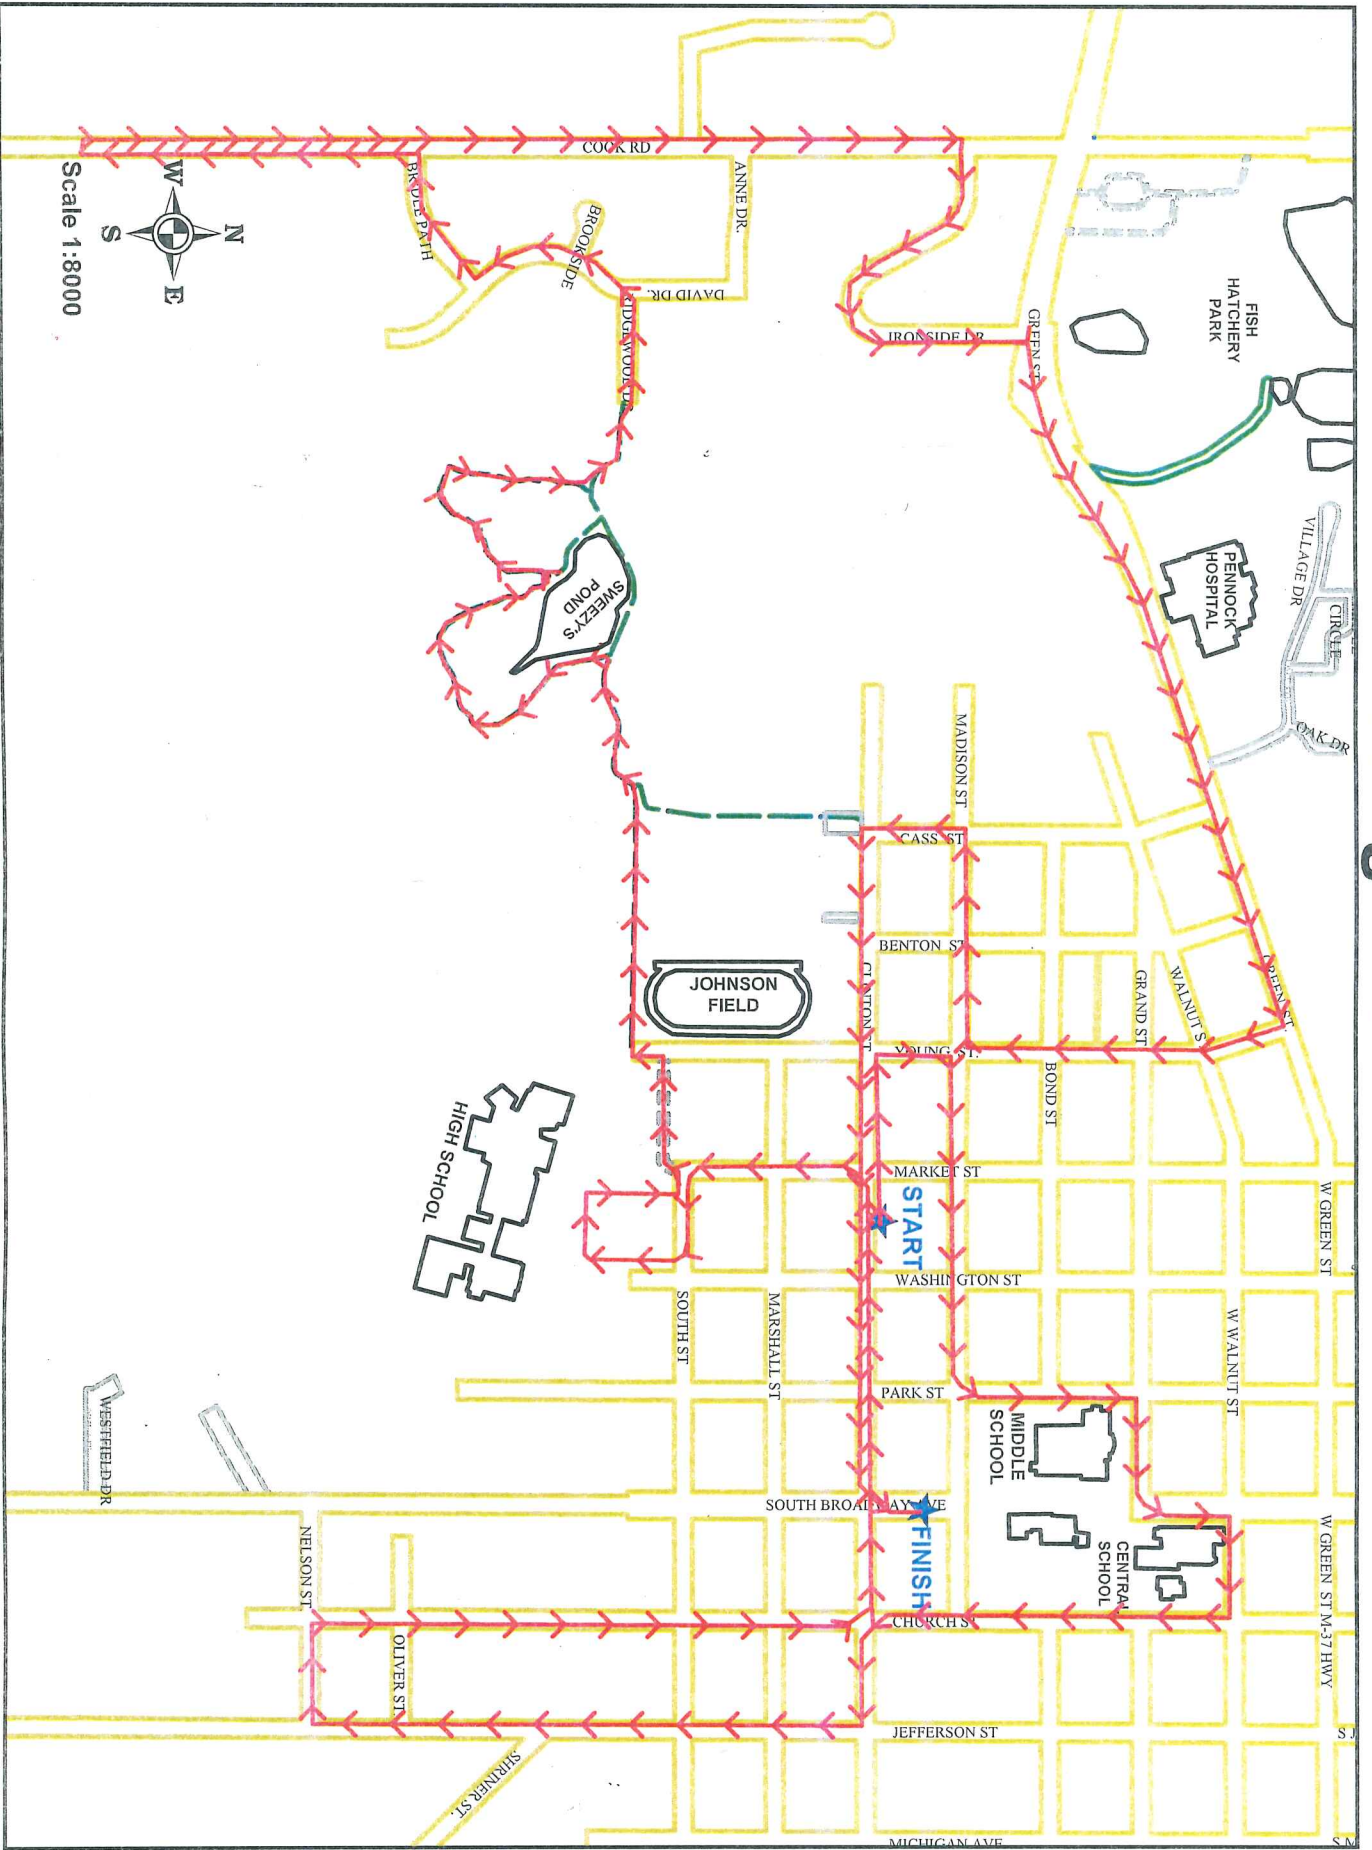 COOK RD
ANNE DR.
BRIDLE PATH
BROOKSIDE
DAVID DR.
RIDGEWOOD DR
IRONSIDE DR
GREEN ST
FISH
HATCHERY
PARK
N
W
E
S
Scale 1:8000
PENNOCK
HOSPITAL
VILLAGE DR
CIRCLE
OAK DR
SWEEZY'S
POND
MADISON ST
CASS ST
BENTON ST
CLINTON ST
JOHNSON
FIELD
YOUNG ST.
GRAND ST
WALNUT S
GREEN ST.
BOND ST
MARKET ST
START
HIGH SCHOOL
WASHINGTON ST
W GREEN ST
SOUTH ST
MARSHALL ST
PARK ST
W WALNUT ST
MIDDLE
SCHOOL
WESTFIELD DR
SOUTH BROADWAY AVE
FINISH
CENTRAL
SCHOOL
W GREEN ST M-37 HWY
NELSON ST
CHURCH S
OLIVER ST
JEFFERSON ST
S J
SHRINER ST.
MICHIGAN AVE
S M